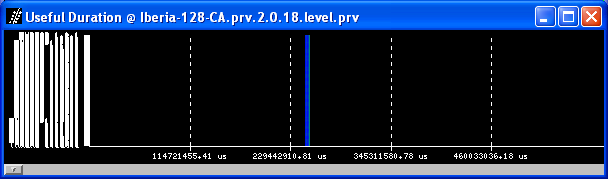 Useful Duration @ Iberia-128-CA.prv.2.0.18.level.prv
114721455.41 us 229442910.81 us 345311580.78 us 460033036.18 us